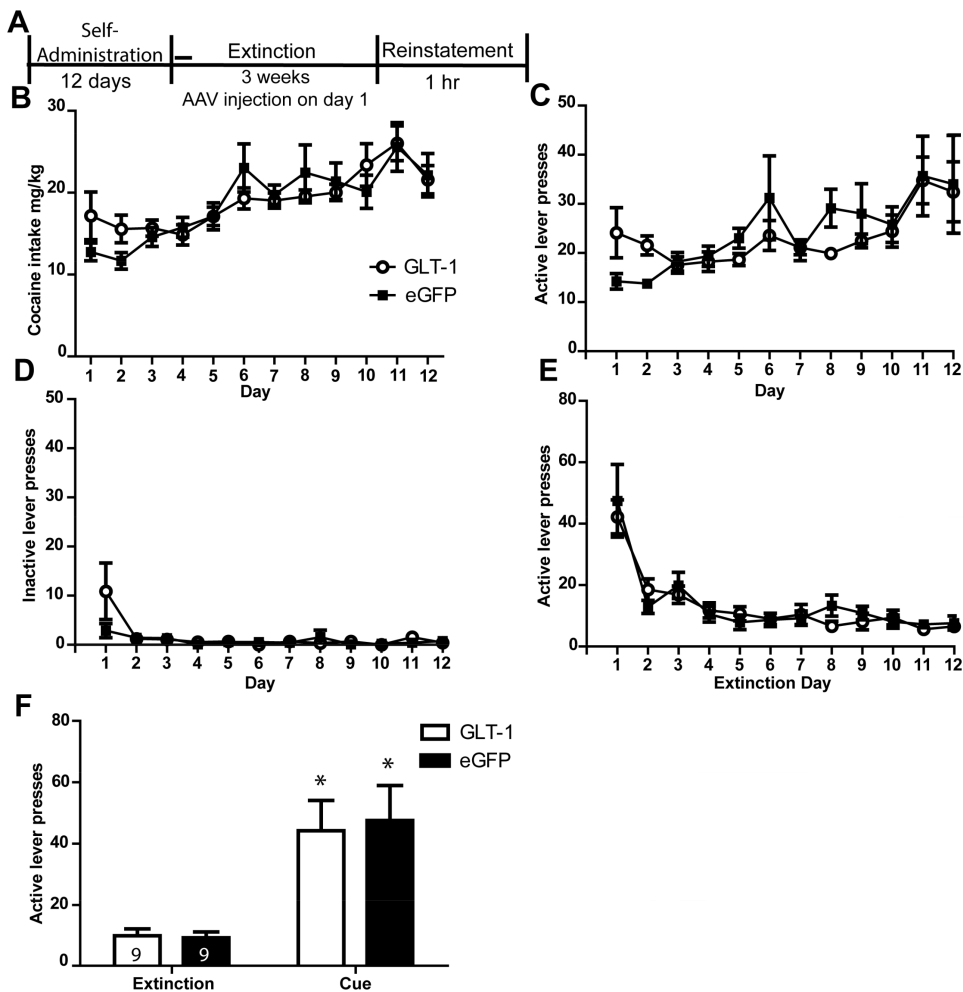 A
Self-
Administration
Extinction
Reinstatement
12 days
3 weeks
1 hr
AAV injection on day 1
B
Cocaine intake mg/kg
30
20
10
0
GLT-1
eGFP
1 2 3 4 5 6 7 8 9 10 11 12
Day
C
Active lever presses
50
40
30
20
10
0
1 2 3 4 5 6 7 8 9 10 11 12
Day
D
Inactive lever presses
50
40
30
20
10
0
1 2 3 4 5 6 7 8 9 10 11 12
Day
E
Active lever presses
80
60
40
20
0
1 2 3 4 5 6 7 8 9 10 11 12
Extinction Day
F
Active lever presses
80
60
40
20
0
GLT-1
eGFP
* *
9 9
Extinction Cue